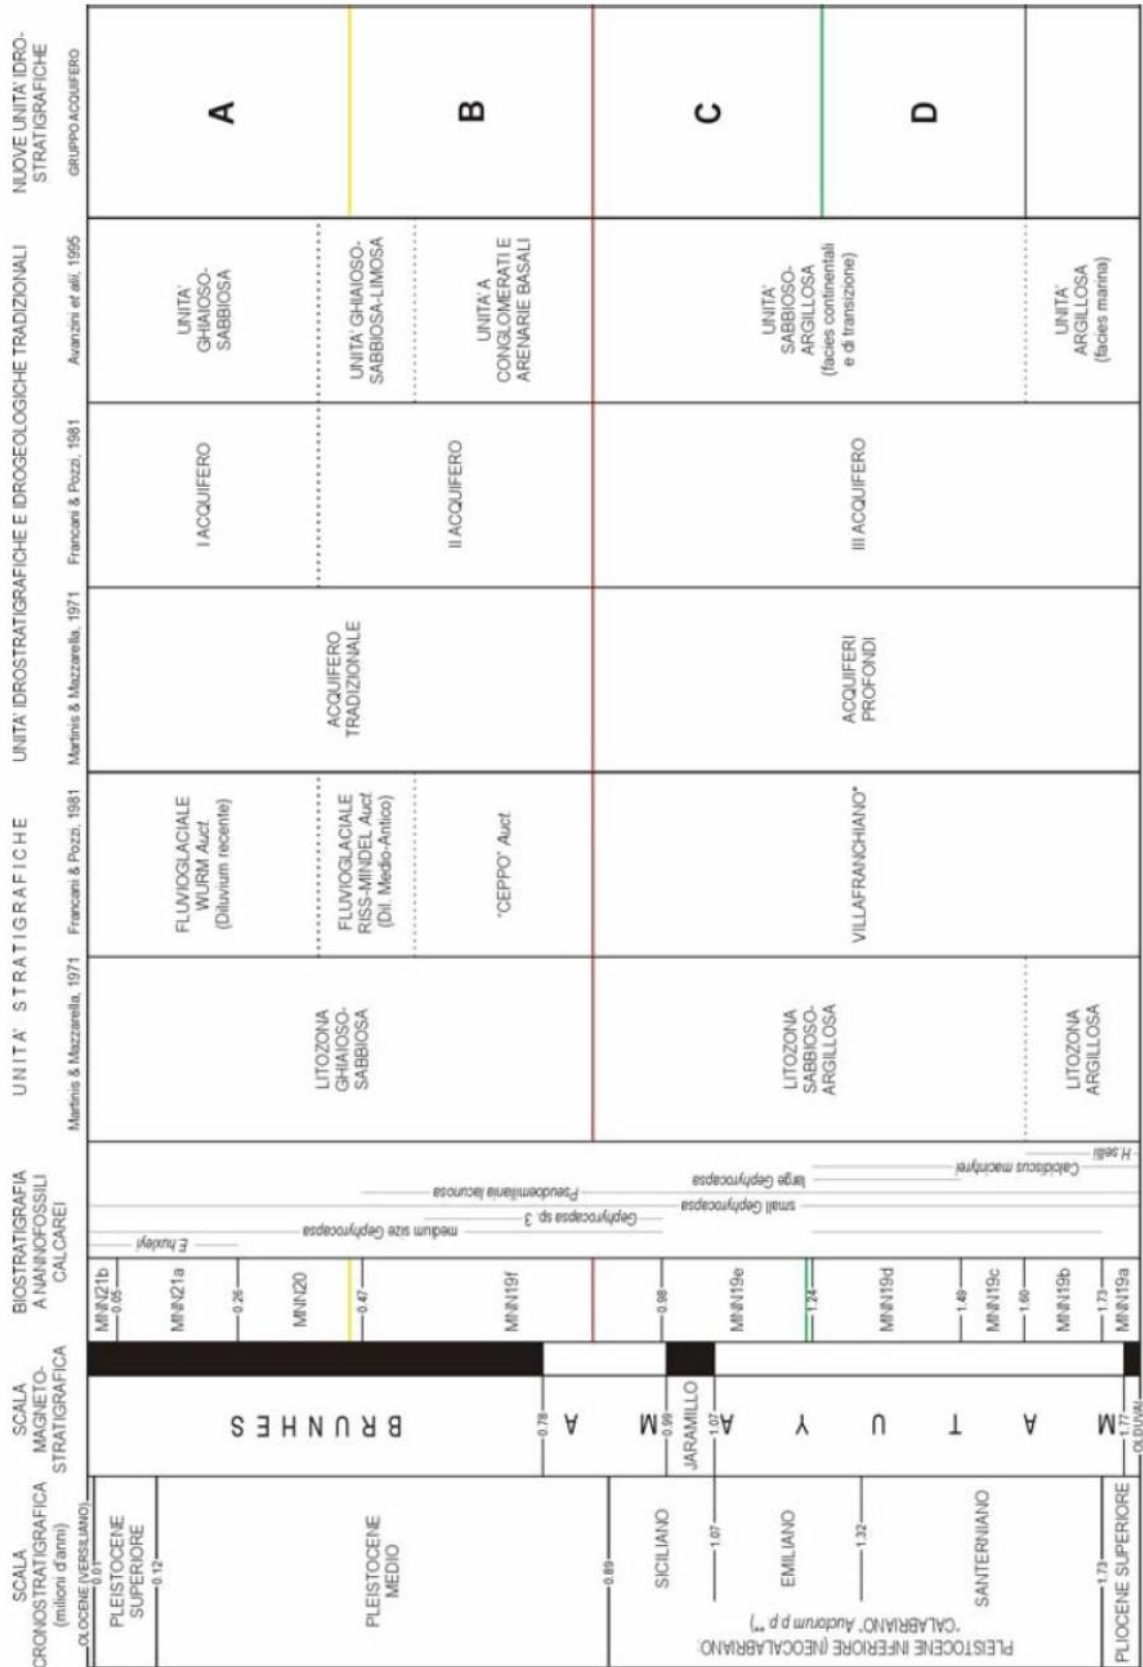 SCALA
CRONOSTRATIGRAFICA
(milioni d'anni)
OLOCENE (VERSILIANO)
0.01
PLEISTOCENE
SUPERIORE
0.12
PLEISTOCENE
MEDIO
0.89
PLEISTOCENE INFERIORE (NEOCALABRIANO;
"CALABRIANO" Auctorum p.p.**)
SICILIANO
1.07
EMILIANO
1.32
SANTERNIANO
1.73
PLIOCENE SUPERIORE
SCALA
MAGNETO-
STRATIGRAFICA
BRUNHES
0.78
MATUYAMA
0.99
JARAMILLO
1.07
1.77
OLDUVAI
BIOSTRATIGRAFIA
A NANNOFOSSILI
CALCAREI
MNN21b
0.05
MNN21a
0.26
MNN20
0.47
MNN19f
0.98
MNN19e
1.24
MNN19d
1.49
MNN19c
1.60
MNN19b
1.73
MNN19a
E.huxleyi
medium size Gephyrocapsa
Gephyrocapsa sp. 3
small Gephyrocapsa
Pseudoemiliania lacunosa
large Gephyrocapsa
Calcidiscus macintyrei
H.sellii
UNITA' STRATIGRAFICHE
Martinis & Mazzarella, 1971
LITOZONA
GHIAIOSO-
SABBIOSA
LITOZONA
SABBIOSO-
ARGILLOSA
LITOZONA
ARGILLOSA
Francani & Pozzi, 1981
FLUVIOGLACIALE
WURM Auct.
(Diluvium recente)
FLUVIOGLACIALE
RISS-MINDEL Auct.
(Dil. Medio-Antico)
"CEPPO" Auct.
VILLAFRANCHIANO*
UNITA' IDROSTRATIGRAFICHE E IDROGEOLOGICHE TRADIZIONALI
Martinis & Mazzarella, 1971
ACQUIFERO
TRADIZIONALE
ACQUIFERI
PROFONDI
Francani & Pozzi, 1981
I ACQUIFERO
II ACQUIFERO
III ACQUIFERO
Avanzini et alii, 1995
UNITA'
GHIAIOSO-
SABBIOSA
UNITA' GHIAIOSO-
SABBIOSA-LIMOSA
UNITA' A
CONGLOMERATI E
ARENARIE BASALI
UNITA'
SABBIOSO-
ARGILLOSA
(facies continentali
e di transizione)
UNITA'
ARGILLOSA
(facies marina)
NUOVE UNITA' IDRO-
STRATIGRAFICHE
GRUPPO ACQUIFERO
A
B
C
D